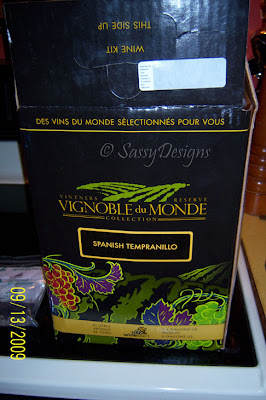 THIS SIDE UP
WINE KIT
DES VINS DU MONDE SÉLECTIONNÉS POUR VOUS
© SassyDesigns
VINTNERS RESERVE
VIGNOBLE du MONDE
COLLECTION
SPANISH TEMPRANILLO
09/13/2009